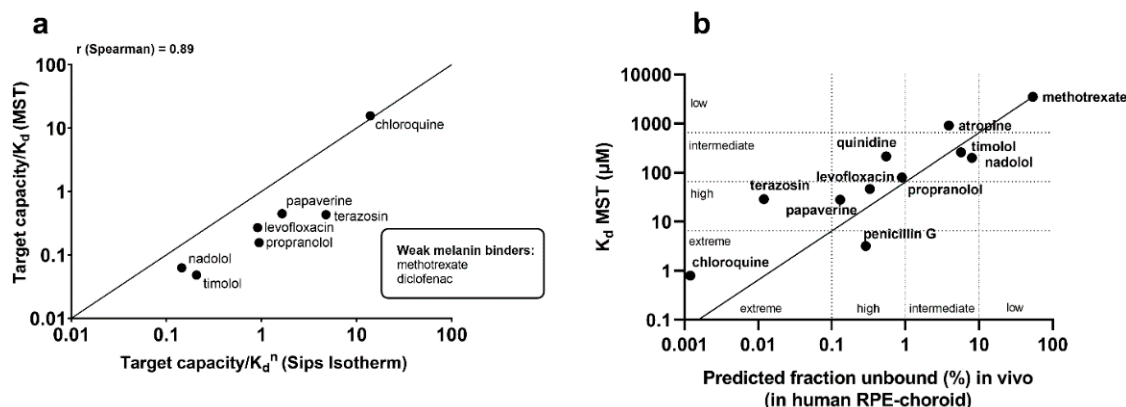 a
r (Spearman) = 0.89
Target capacity/Kd (MST)
100
10
1
0.1
0.01
chloroquine
papaverine
terazosin
levofloxacin
propranolol
nadolol
timolol
Weak melanin binders:
methotrexate
diclofenac
0.01 0.1 1 10 100
Target capacity/Kdⁿ (Sips Isotherm)
b
Kd MST (µM)
10000
1000
100
10
1
0.1
low
intermediate
high
extreme
methotrexate
atropine
quinidine
timolol
nadolol
levofloxacin
terazosin
propranolol
papaverine
penicillin G
chloroquine
extreme high intermediate low
0.001 0.01 0.1 1 10 100
Predicted fraction unbound (%) in vivo
(in human RPE-choroid)